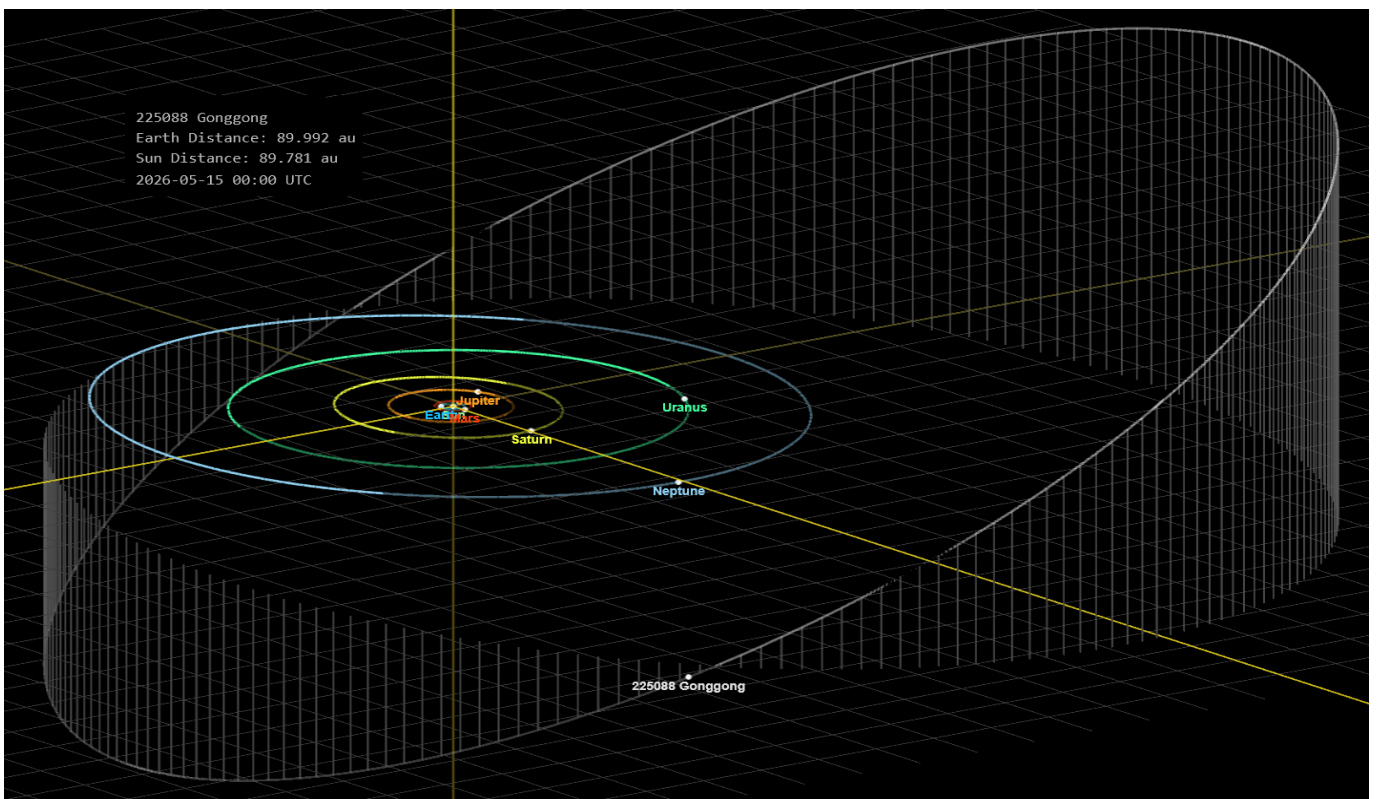 225088 Gonggong
Earth Distance: 89.992 au
Sun Distance: 89.781 au
2026-05-15 00:00 UTC
Jupiter
Uranus
Saturn
Neptune
225088 Gonggong